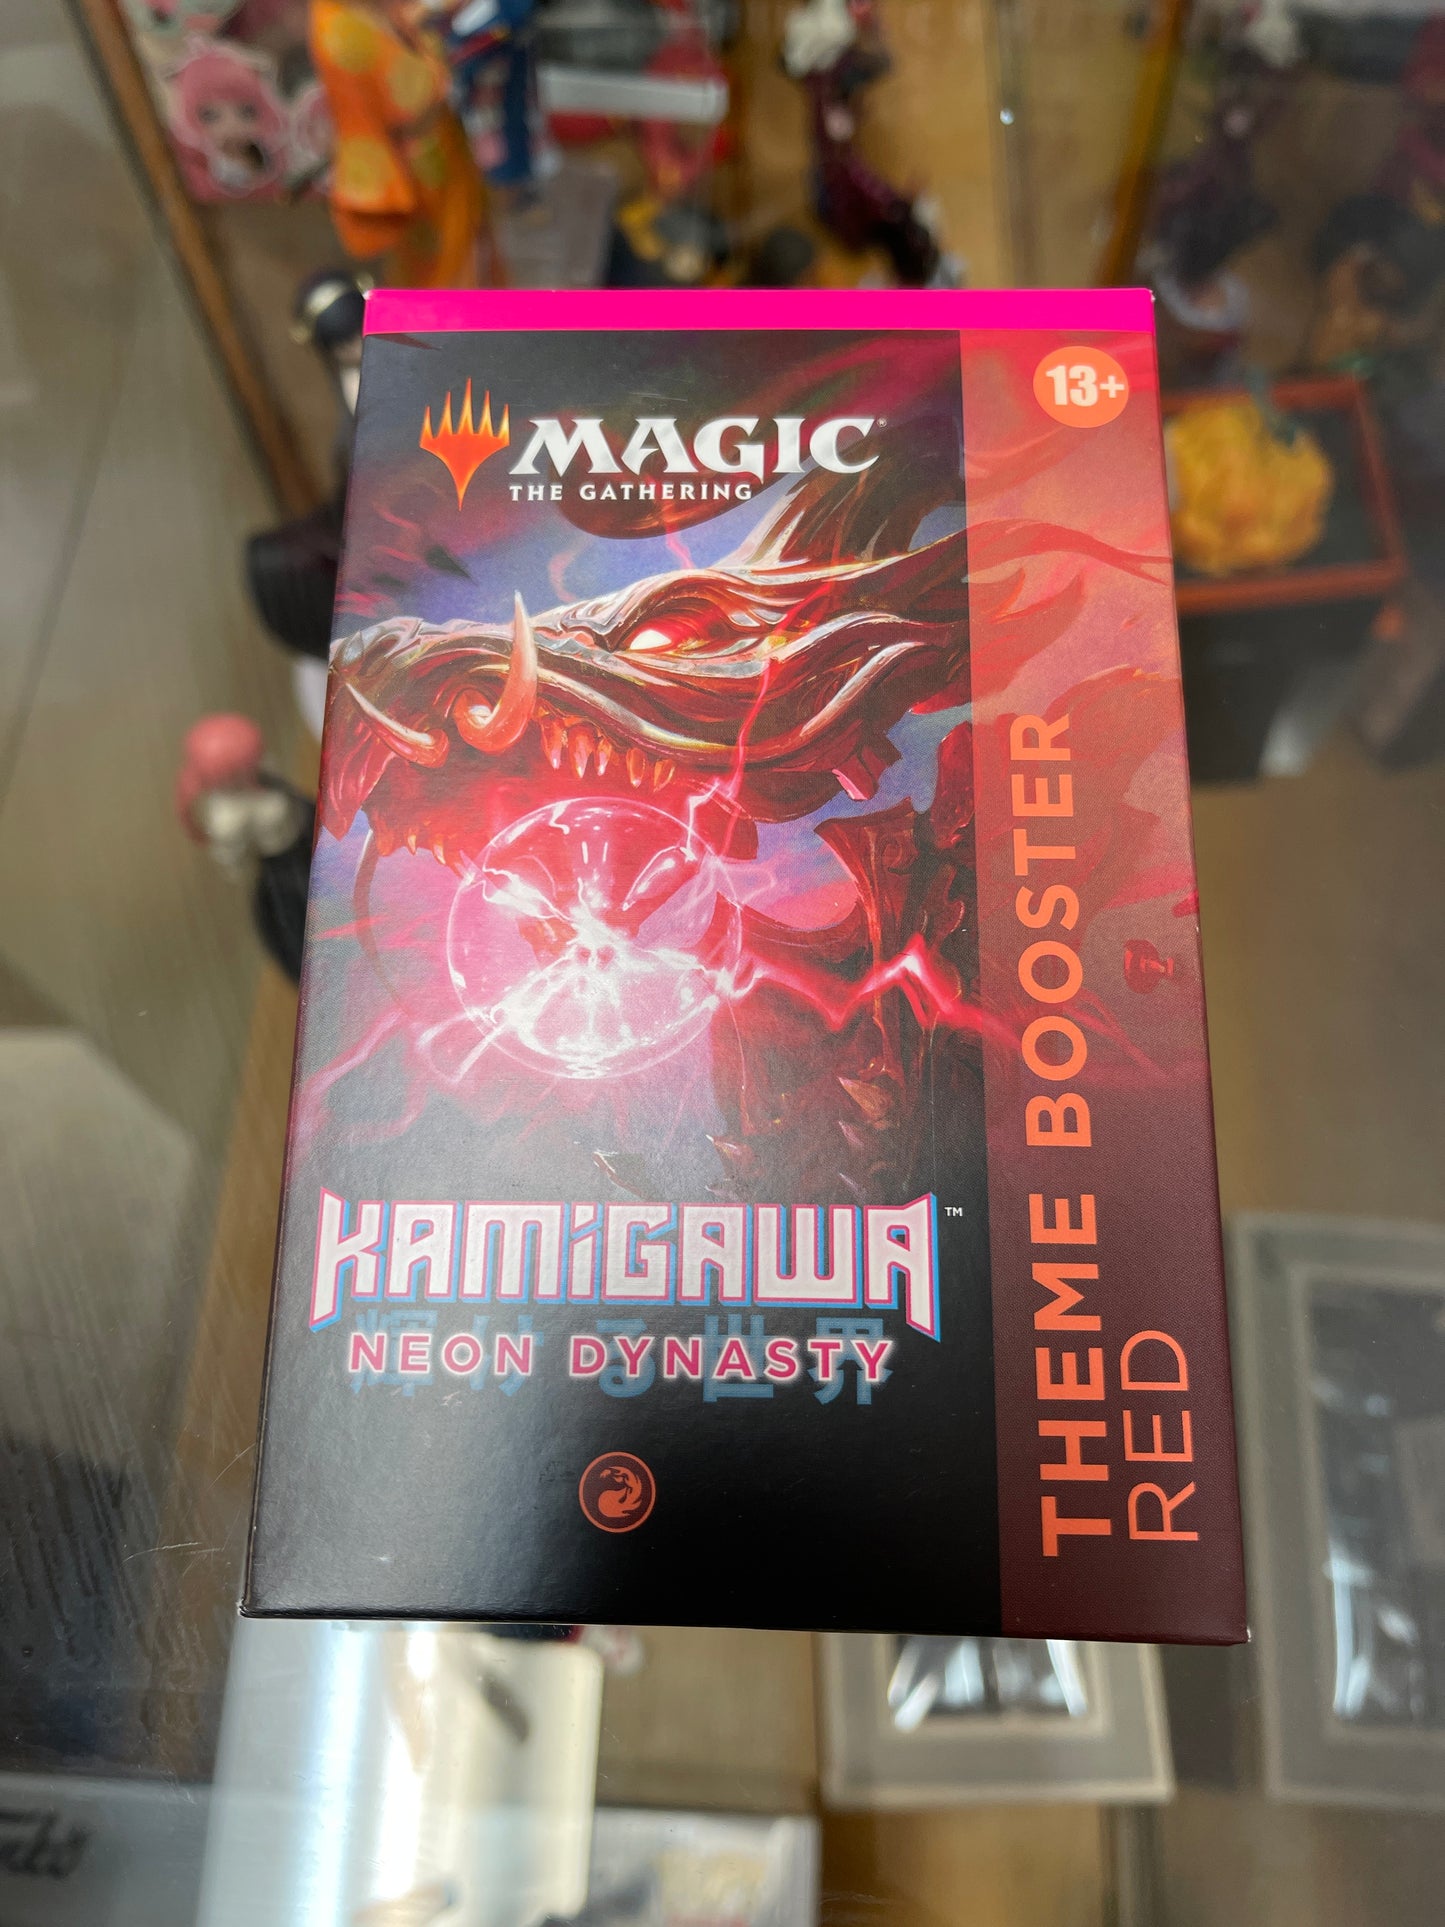 MAGIC®
THE GATHERING
13+
KAMIGAWA™
NEON DYNASTY
輝ける世界
THEME BOOSTER
RED